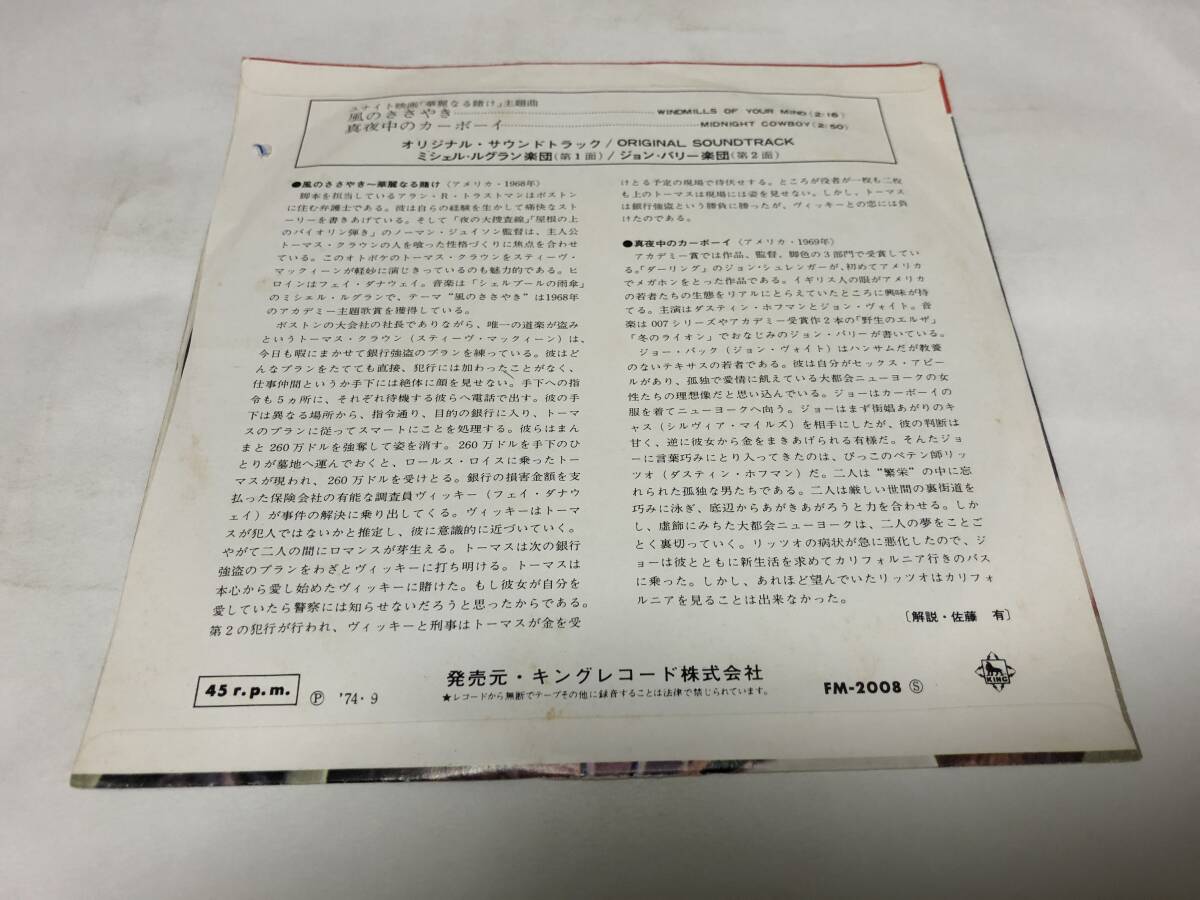 ユナイト映画「華麗なる賭け」主題曲
風のささやき WINDMILLS OF YOUR MIND (2:16)
真夜中のカーボーイ MIDNIGHT COWBOY (2:50)
オリジナル・サウンドトラック/ORIGINAL SOUNDTRACK
ミシェル・ルグラン楽団(第1面)/ジョン・バリー楽団(第2面)
●風のささやき~華麗なる賭け(アメリカ・1968年)
脚本を担当しているアラン・R・トラストマンはボストン
に住む弁護士である。彼は自らの経験を生かして痛快なスト
ーリーを書きあげている。そして「夜の大捜査線」「屋根の上
のバイオリン弾き」のノーマン・ジュイソン監督は、主人公
トーマス・クラウンの人を喰った性格づくりに焦点を合わせ
ている。このオトボケのトーマス・クラウンをスティーヴ・
マックィーンが軽妙に演じきっているのも魅力的である。ヒ
ロインはフェイ・ダナウェイ。音楽は「シェルブールの雨傘」
のミシェル・ルグランで、テーマ“風のささやき”は1968年
のアカデミー主題歌賞を獲得している。
ボストンの大会社の社長でありながら、唯一の道楽が盗み
というトーマス・クラウン(スティーヴ・マックィーン)は、
今日も暇にまかせて銀行強盗のプランを練っている。彼はど
んなプランをたてても直接、犯行には加わったことがなく、
仕事仲間というか手下には絶体に顔を見せない。手下への指
令も5ヵ所に、それぞれ待機する彼らへ電話で出す。彼の手
下は異なる場所から、指令通り、目的の銀行に入り、トーマ
スのプランに従ってスマートにことを処理する。彼らはまん
まと260万ドルを強奪して姿を消す。260万ドルを手下のひ
とりが墓地へ運んでおくと、ロールス・ロイスに乗ったトー
マスが現われ、260万ドルを受けとる。銀行の損害金額を支
払った保険会社の有能な調査員ヴィッキー(フェイ・ダナウ
ェイ)が事件の解決に乗り出してくる。ヴィッキーはトーマ
スが犯人ではないかと推定し、彼に意識的に近づいていく。
やがて二人の間にロマンスが芽生える。トーマスは次の銀行
強盗のプランをわざとヴィッキーに打ち明ける。トーマスは
本心から愛し始めたヴィッキーに賭けた。もし彼女が自分を
愛していたら警察には知らせないだろうと思ったからである。
第2の犯行が行われ、ヴィッキーと刑事はトーマスが金を受
けとる予定の現場で待伏せする。ところが役者が一枚も二枚
も上のトーマスは現場には姿を見せない。しかし、トーマス
は銀行強盗という勝負に勝ったが、ヴィッキーとの恋には負
けたのである。
●真夜中のカーボーイ(アメリカ・1969年)
アカデミー賞では作品、監督、脚色の3部門で受賞してい
る。「ダーリング」のジョン・シュレンガーが、初めてアメリカ
でメガホンをとった作品である。イギリス人の眼がアメリカ
の若者たちの生態をリアルにとらえていたところに興味が持
てる。主演はダスティン・ホフマンとジョン・ヴォイト。音
楽は007シリーズやアカデミー受賞作2本の「野生のエルザ」
「冬のライオン」でおなじみのジョン・バリーが書いている。
ジョー・バック(ジョン・ヴォイト)はハンサムだが教養
のないテキサスの若者である。彼は自分がセックス・アピー
ルがあり、孤独で愛情に飢えている大都会ニューヨークの女
性たちの理想像だと思い込んでいる。ジョーはカーボーイの
服を着てニューヨークへ向う。ジョーはまず街娼あがりのキ
ャス(シルヴィア・マイルズ)を相手にしたが、彼の判断は
甘く、逆に彼女から金をまきあげられる有様だ。そんたジョ
ーに言葉巧みにとり入ってきたのは、びっこのペテン師リッ
ツオ(ダスティン・ホフマン)だ。二人は“繁栄”の中に忘
れられた孤独な男たちである。二人は厳しい世間の裏街道を
巧みに泳ぎ、底辺からあがきあがろうと力を合わせる。しか
し、虚飾にみちた大都会ニューヨークは、二人の夢をことご
とく裏切っていく。リッツオの病状が急に悪化したので、ジ
ョーは彼とともに新生活を求めてカリフォルニア行きのバス
に乗った。しかし、あれほど望んでいたリッツオはカリフォ
ルニアを見ることは出来なかった。
〔解説・佐藤 有〕
45 r.p.m. Ⓟ '74・9
発売元・キングレコード株式会社
★レコードから無断でテープその他に録音することは法律で禁じられています。
FM-2008 Ⓢ
KING